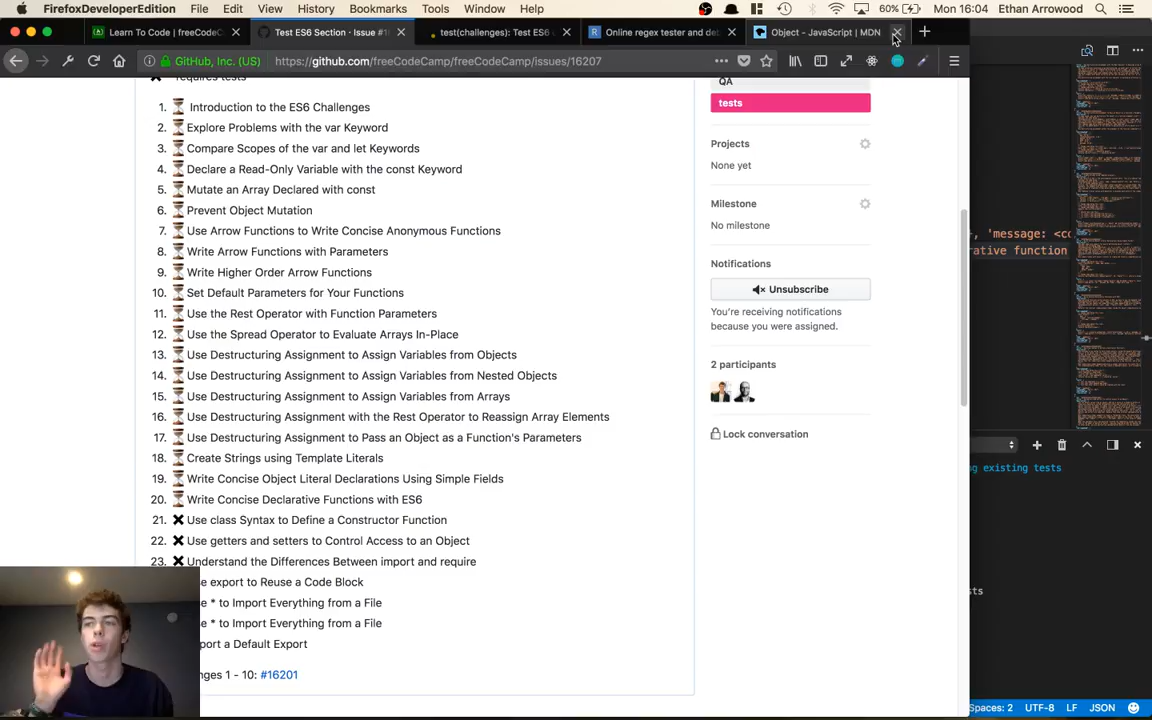 FirefoxDeveloperEdition File Edit View History Bookmarks Tools Window Help 60% Mon 16:04 Ethan Arrowood
Learn To Code | freeCodeC
Test ES6 Section · Issue #1
test(challenges): Test ES6
Online regex tester and de
Object - JavaScript | MDN
GitHub, Inc. (US) https://github.com/freeCodeCamp/freeCodeCamp/issues/16207
requires tests
1. Introduction to the ES6 Challenges
2. Explore Problems with the var Keyword
3. Compare Scopes of the var and let Keywords
4. Declare a Read-Only Variable with the const Keyword
5. Mutate an Array Declared with const
6. Prevent Object Mutation
7. Use Arrow Functions to Write Concise Anonymous Functions
8. Write Arrow Functions with Parameters
9. Write Higher Order Arrow Functions
10. Set Default Parameters for Your Functions
11. Use the Rest Operator with Function Parameters
12. Use the Spread Operator to Evaluate Arrays In-Place
13. Use Destructuring Assignment to Assign Variables from Objects
14. Use Destructuring Assignment to Assign Variables from Nested Objects
15. Use Destructuring Assignment to Assign Variables from Arrays
16. Use Destructuring Assignment with the Rest Operator to Reassign Array Elements
17. Use Destructuring Assignment to Pass an Object as a Function's Parameters
18. Create Strings using Template Literals
19. Write Concise Object Literal Declarations Using Simple Fields
20. Write Concise Declarative Functions with ES6
21. Use class Syntax to Define a Constructor Function
22. Use getters and setters to Control Access to an Object
23. Understand the Differences Between import and require
se export to Reuse a Code Block
se * to Import Everything from a File
se * to Import Everything from a File
port a Default Export
nges 1 - 10: #16201
QA
tests
Projects
None yet
Milestone
No milestone
Notifications
Unsubscribe
You're receiving notifications
because you were assigned.
2 participants
Lock conversation
}, 'message: <co
rative function
g existing tests
sts
Spaces: 2 UTF-8 LF JSON